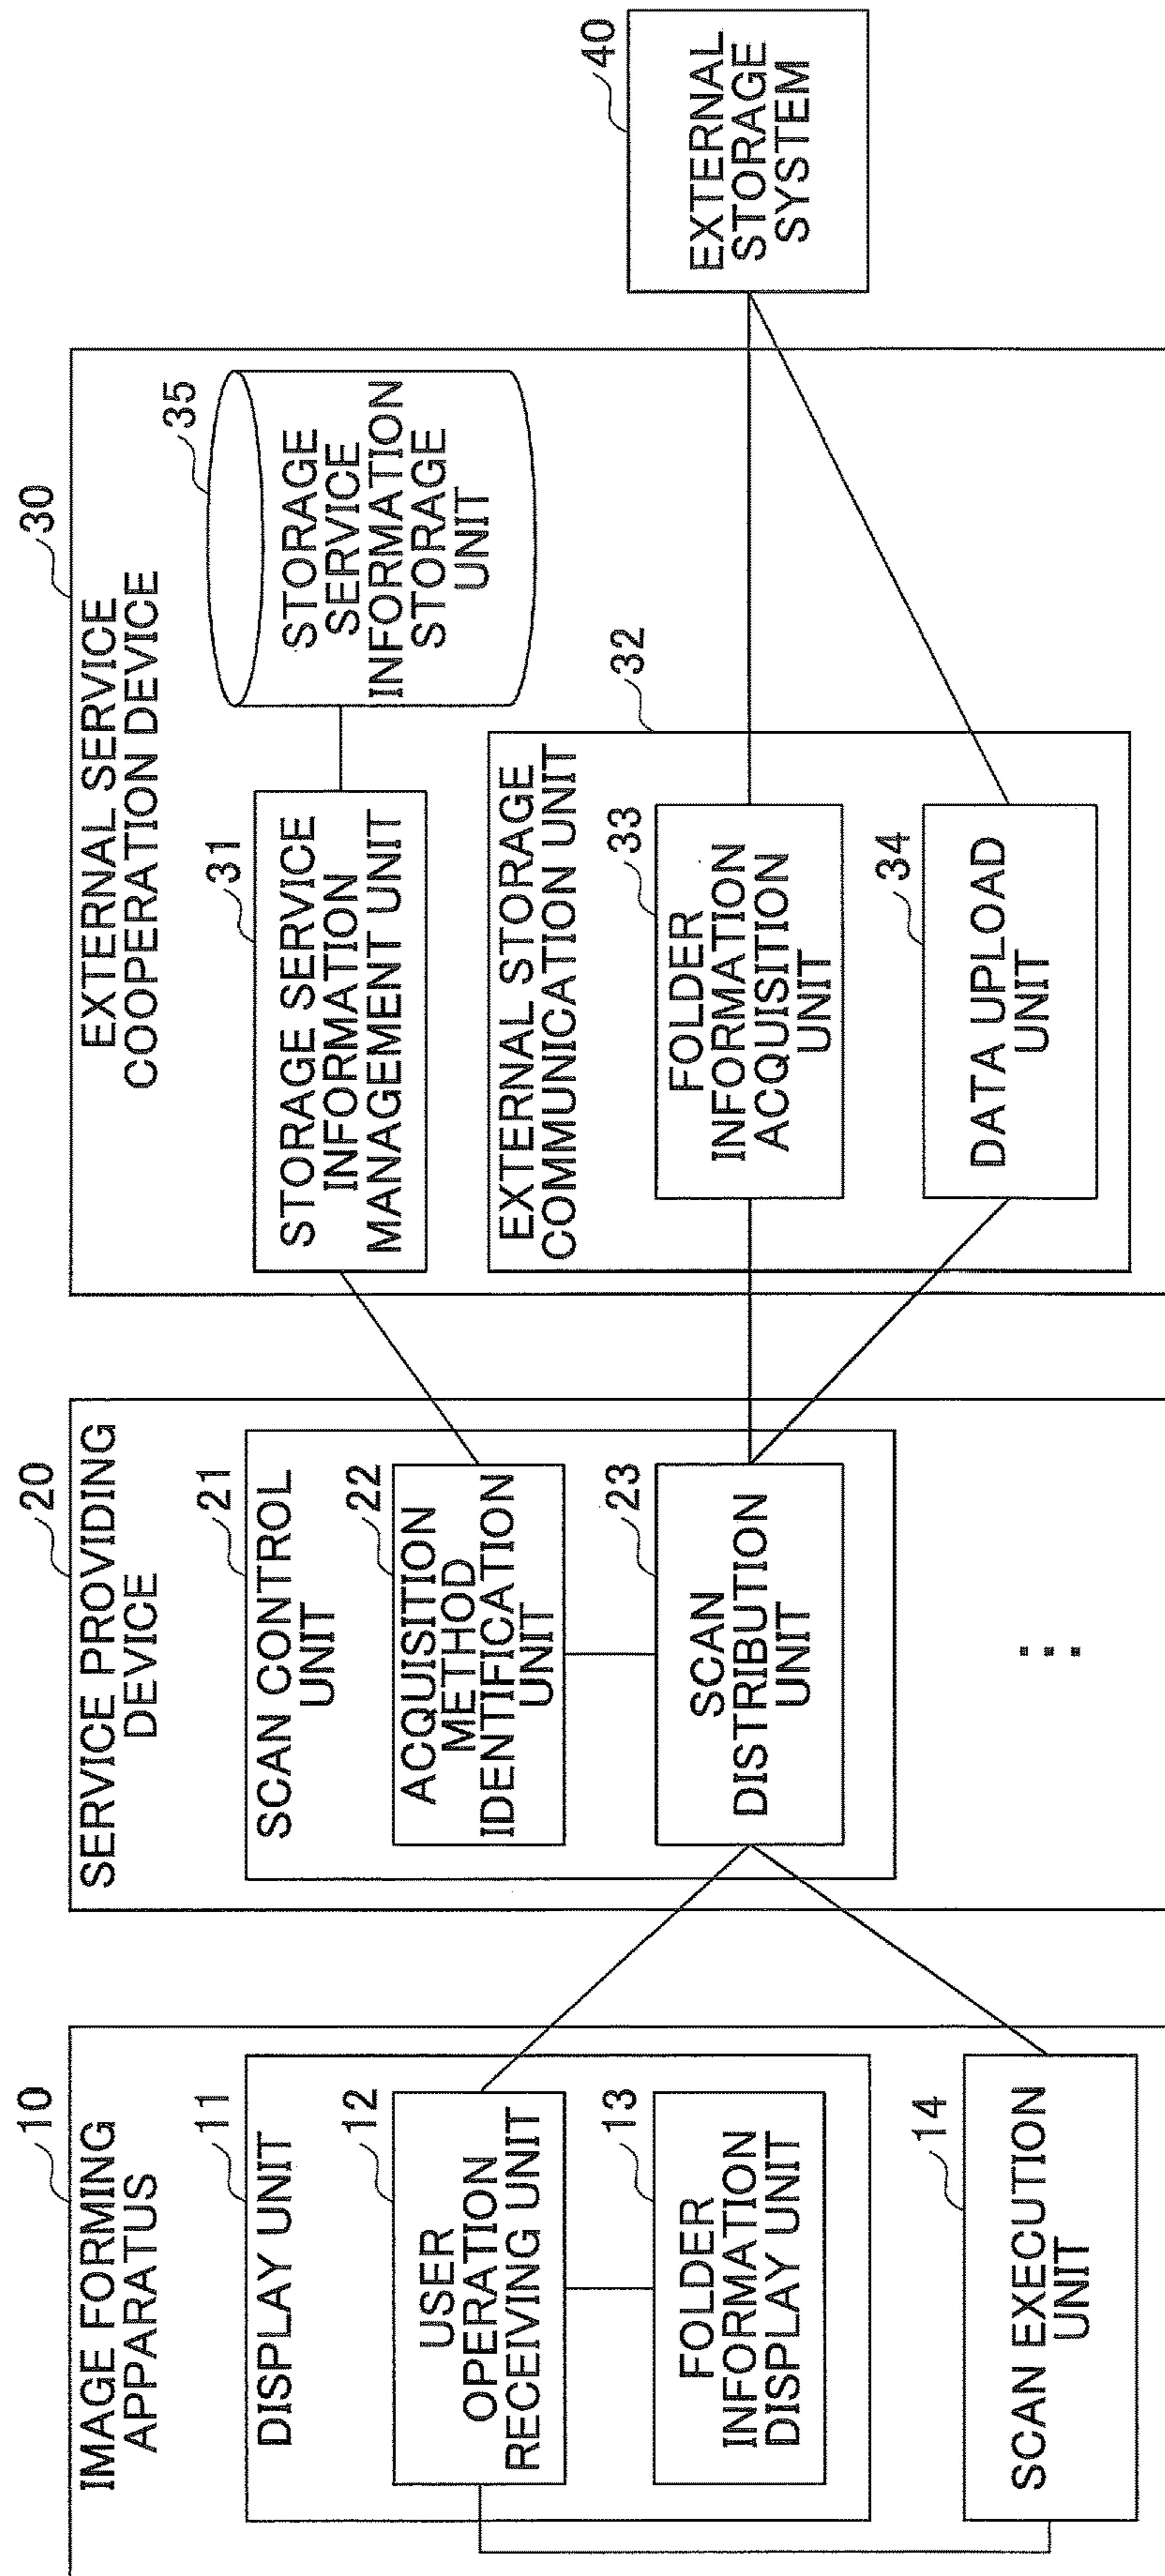 10
IMAGE FORMING
APPARATUS
11
DISPLAY UNIT
12
USER
OPERATION
RECEIVING UNIT
13
FOLDER
INFORMATION
DISPLAY UNIT
14
SCAN EXECUTION
UNIT
20
SERVICE PROVIDING
DEVICE
21
SCAN CONTROL
UNIT
22
ACQUISITION
METHOD
IDENTIFICATION
UNIT
23
SCAN
DISTRIBUTION
UNIT
...
30
EXTERNAL SERVICE
COOPERATION DEVICE
31
STORAGE SERVICE
INFORMATION
MANAGEMENT UNIT
35
STORAGE
SERVICE
INFORMATION
STORAGE
UNIT
32
EXTERNAL STORAGE
COMMUNICATION UNIT
33
FOLDER
INFORMATION
ACQUISITION
UNIT
34
DATA UPLOAD
UNIT
40
EXTERNAL
STORAGE
SYSTEM